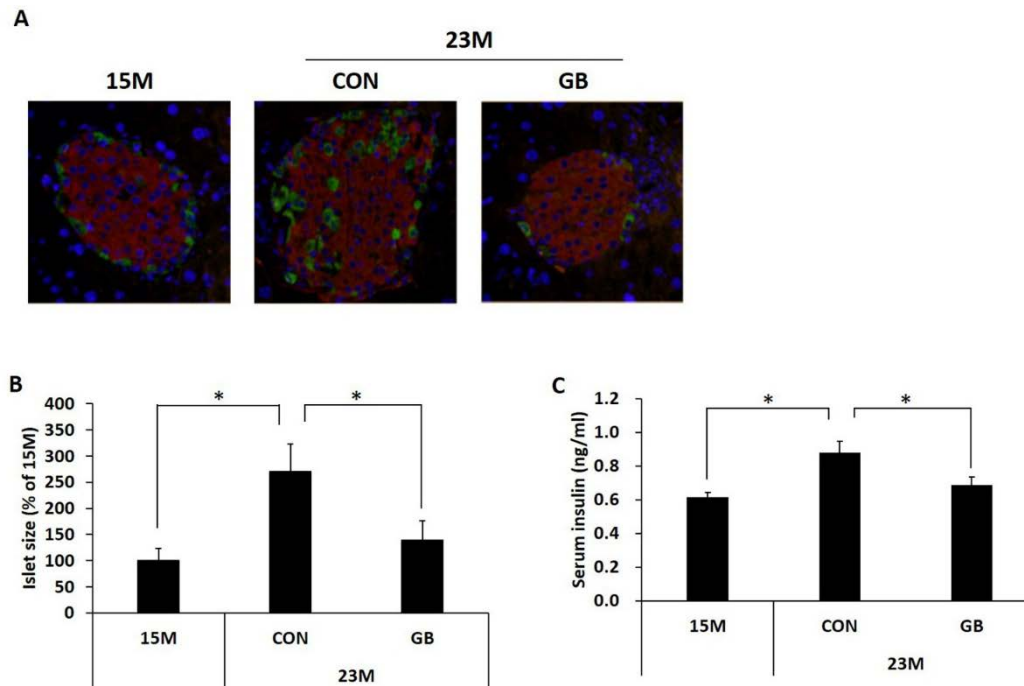 A
23M
15M
CON
GB
B
Islet size (% of 15M)
400
350
300
250
200
150
100
50
0
*
*
15M
CON
GB
23M
C
Serum insulin (ng/ml)
1.2
1.0
0.8
0.6
0.4
0.2
0.0
*
*
15M
CON
GB
23M